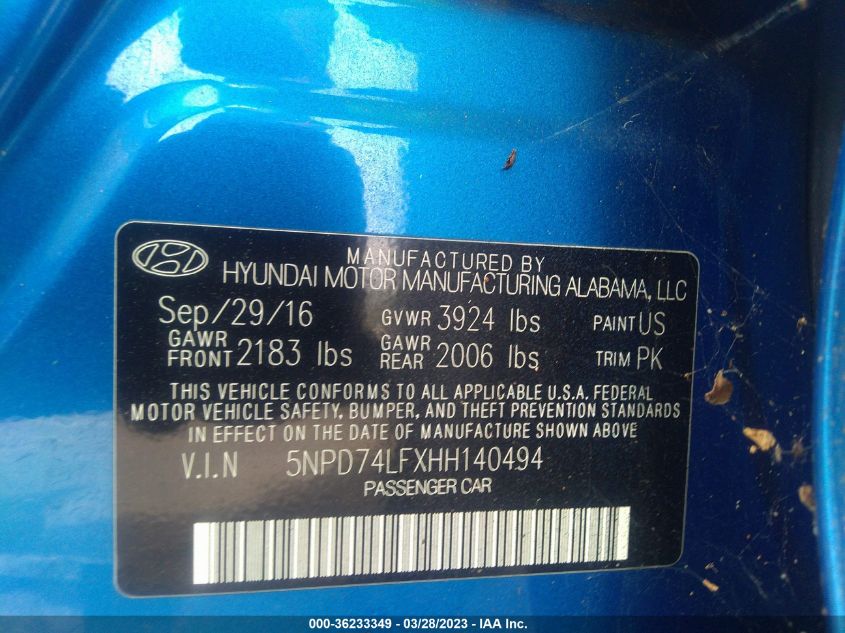 MANUFACTURED BY
HYUNDAI MOTOR MANUFACTURING ALABAMA, LLC
Sep/29/16 GVWR 3924 lbs PAINT US
GAWR FRONT 2183 lbs GAWR REAR 2006 lbs TRIM PK
THIS VEHICLE CONFORMS TO ALL APPLICABLE U.S.A. FEDERAL
MOTOR VEHICLE SAFETY, BUMPER, AND THEFT PREVENTION STANDARDS
IN EFFECT ON THE DATE OF MANUFACTURE SHOWN ABOVE
V.I.N 5NPD74LFXHH140494
PASSENGER CAR
000-36233349 - 03/28/2023 - IAA Inc.